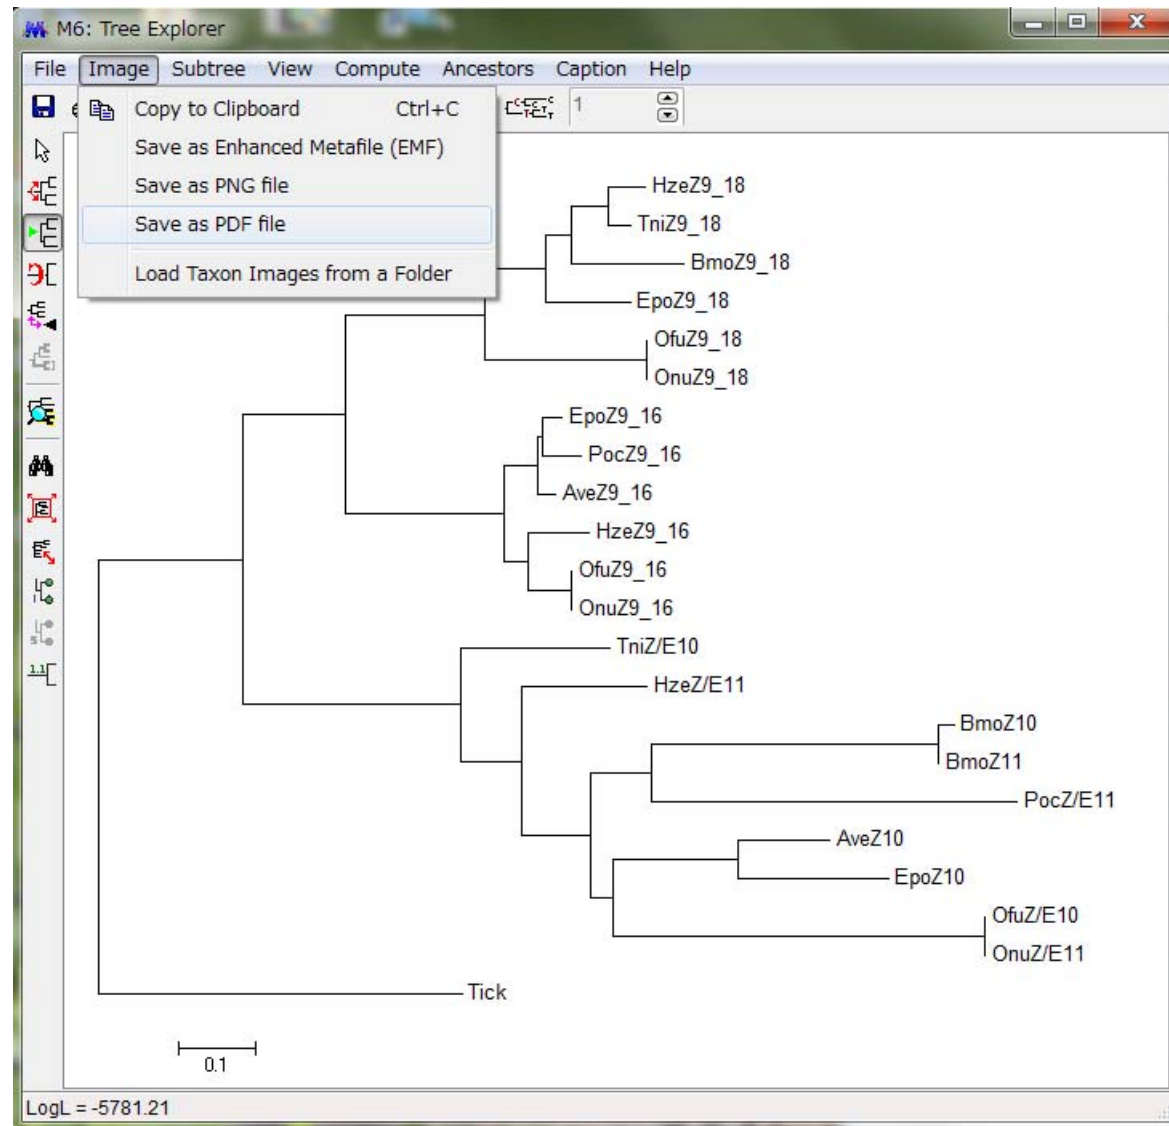 M6: Tree Explorer
File Image Subtree View Compute Ancestors Caption Help
Copy to Clipboard Ctrl+C
1
Save as Enhanced Metafile (EMF)
Save as PNG file
Save as PDF file
Load Taxon Images from a Folder
HzeZ9_18
TniZ9_18
BmoZ9_18
EpoZ9_18
OfuZ9_18
OnuZ9_18
EpoZ9_16
PocZ9_16
AveZ9_16
HzeZ9_16
OfuZ9_16
OnuZ9_16
TniZ/E10
HzeZ/E11
BmoZ10
BmoZ11
PocZ/E11
AveZ10
EpoZ10
OfuZ/E10
OnuZ/E11
Tick
0.1
LogL = -5781.21